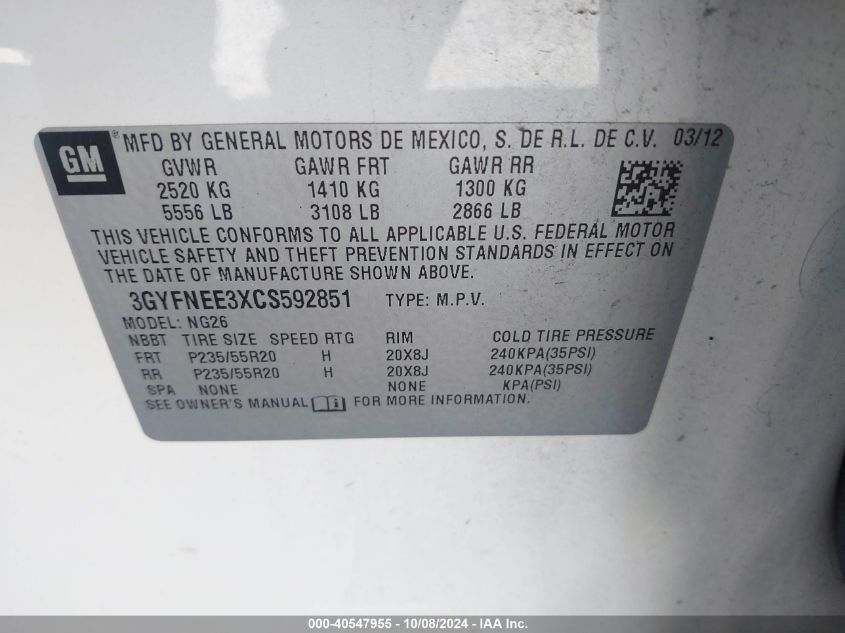 GM ® MFD BY GENERAL MOTORS DE MEXICO, S. DE R.L. DE C.V. 03/12
GVWR GAWR FRT GAWR RR
2520 KG 1410 KG 1300 KG
5556 LB 3108 LB 2866 LB
THIS VEHICLE CONFORMS TO ALL APPLICABLE U.S. FEDERAL MOTOR
VEHICLE SAFETY AND THEFT PREVENTION STANDARDS IN EFFECT ON
THE DATE OF MANUFACTURE SHOWN ABOVE.
3GYFNEE3XCS592851 TYPE: M.P.V.
MODEL: NG26
NBBT TIRE SIZE SPEED RTG RIM COLD TIRE PRESSURE
FRT P235/55R20 H 20X8J 240KPA(35PSI)
RR P235/55R20 H 20X8J 240KPA(35PSI)
SPA NONE NONE KPA(PSI)
SEE OWNER'S MANUAL i FOR MORE INFORMATION.
000-40547955 - 10/08/2024 - IAA Inc.